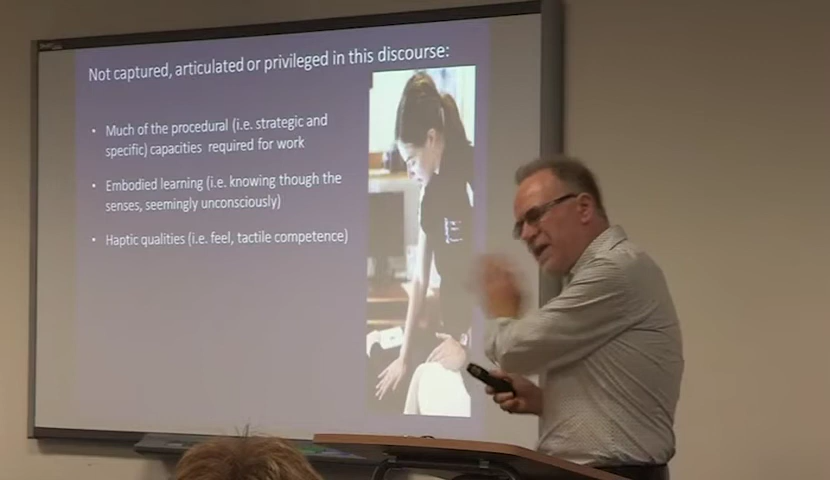 Not captured, articulated or privileged in this discourse:
• Much of the procedural (i.e. strategic and
specific) capacities required for work
• Embodied learning (i.e. knowing though the
senses, seemingly unconsciously)
• Haptic qualities (i.e. feel, tactile competence)